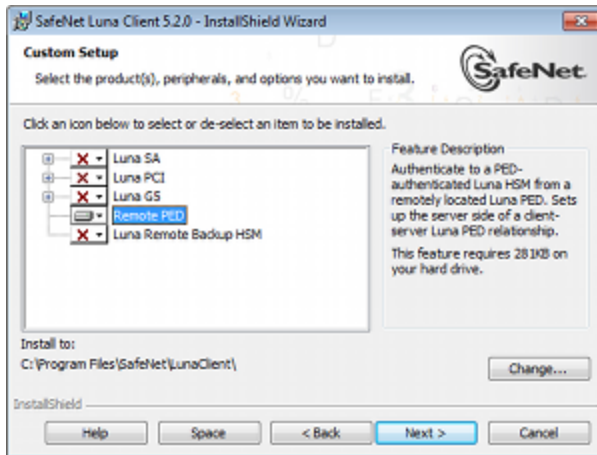 SafeNet Luna Client 5.2.0 - InstallShield Wizard
Custom Setup
Select the product(s), peripherals, and options you want to install.
SafeNet.
Click an icon below to select or de-select an item to be installed.
Luna SA
Luna PCI
Luna G5
Remote PED
Luna Remote Backup HSM
Feature Description
Authenticate to a PED-
authenticated Luna HSM from a
remotely located Luna PED. Sets
up the server side of a client-
server Luna PED relationship.
This feature requires 281KB on
your hard drive.
Install to:
C:\Program Files\SafeNet\LunaClient\
Change...
InstallShield
Help
Space
< Back
Next >
Cancel